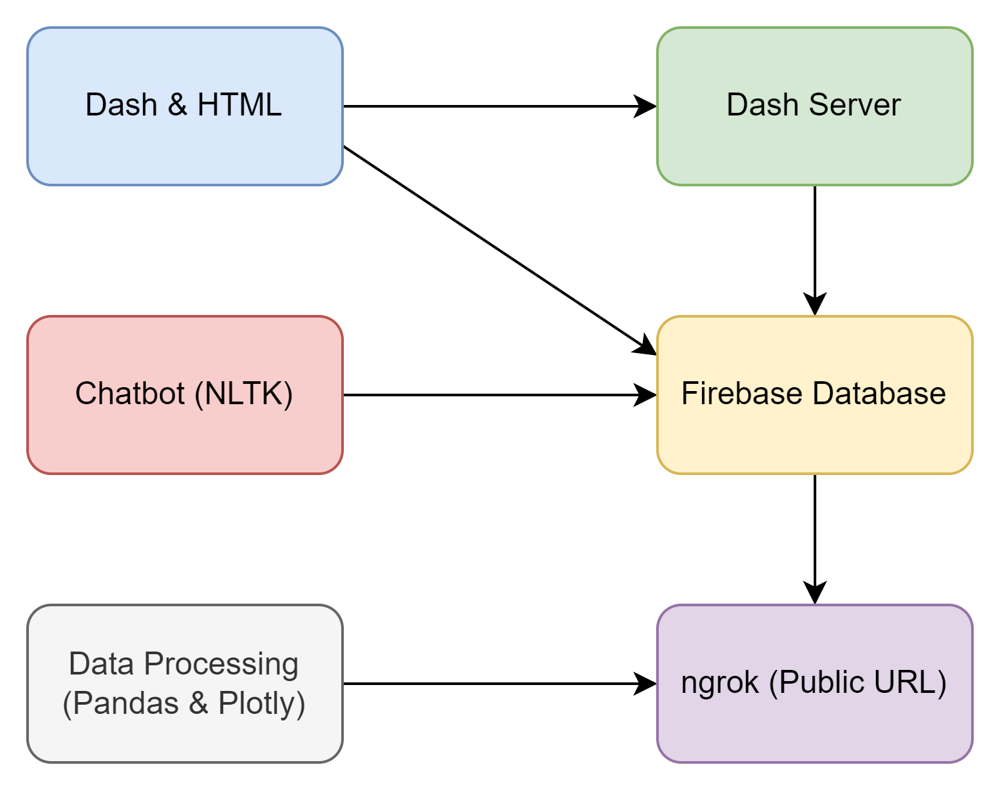 Dash & HTML
Dash Server
Chatbot (NLTK)
Firebase Database
Data Processing
(Pandas & Plotly)
ngrok (Public URL)